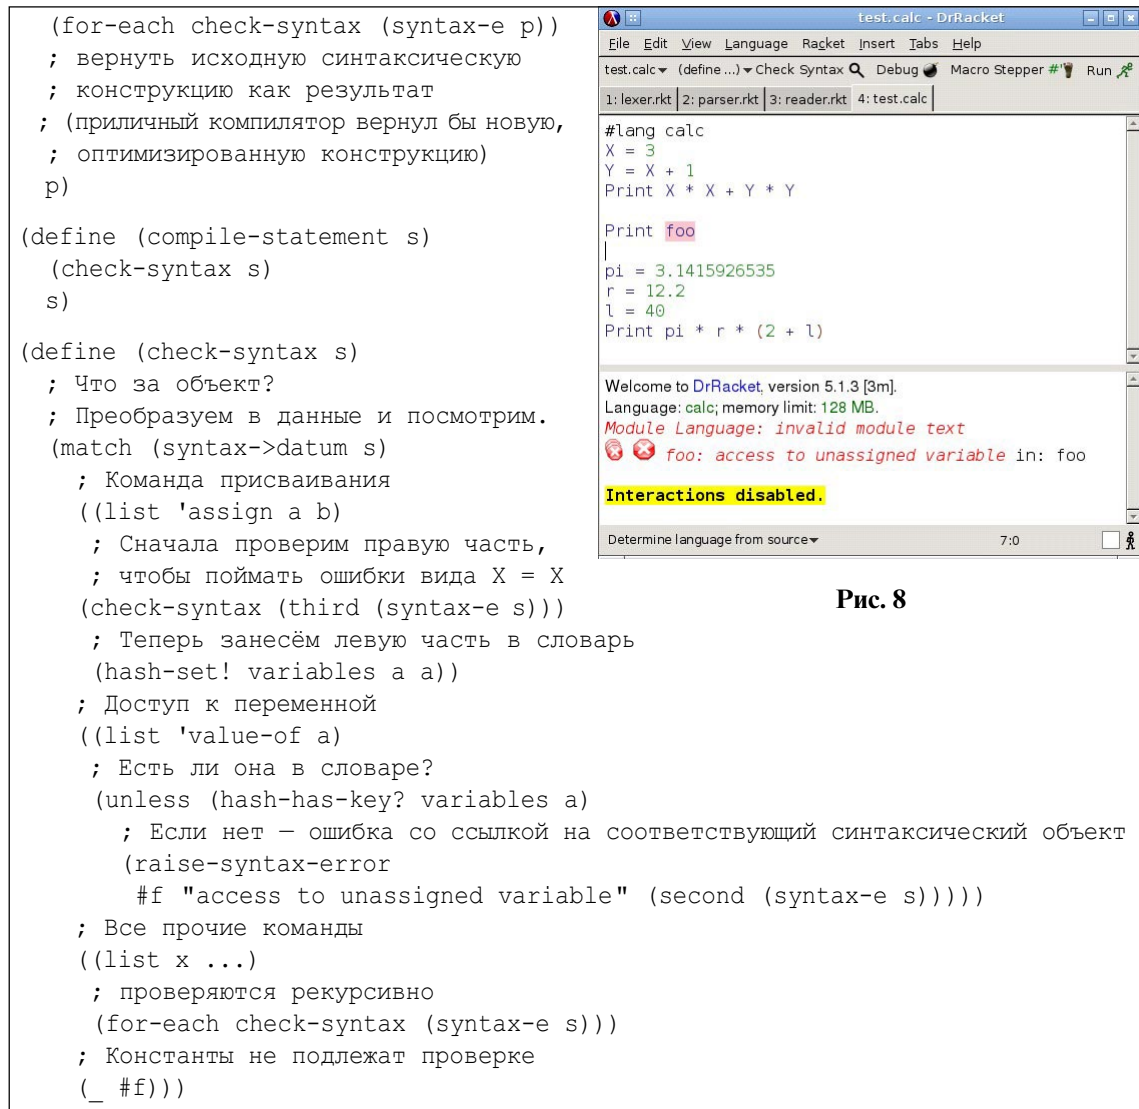 (for-each check-syntax (syntax-e p))
; вернуть исходную синтаксическую
; конструкцию как результат
; (приличный компилятор вернул бы новую,
; оптимизированную конструкцию)
p)
(define (compile-statement s)
(check-syntax s)
s)
(define (check-syntax s)
; Что за объект?
; Преобразуем в данные и посмотрим.
(match (syntax->datum s)
; Команда присваивания
((list 'assign a b)
; Сначала проверим правую часть,
; чтобы поймать ошибки вида X = X
(check-syntax (third (syntax-e s)))
; Теперь занесём левую часть в словарь
(hash-set! variables a a))
; Доступ к переменной
((list 'value-of a)
; Есть ли она в словаре?
(unless (hash-has-key? variables a)
; Если нет — ошибка со ссылкой на соответствующий синтаксический объект
(raise-syntax-error
#f "access to unassigned variable" (second (syntax-e s)))))
; Все прочие команды
((list x ...)
; проверяются рекурсивно
(for-each check-syntax (syntax-e s)))
; Константы не подлежат проверке
(_ #f)))
test.calc - DrRacket
File Edit View Language Racket Insert Tabs Help
test.calc (define ...) Check Syntax Debug Macro Stepper #' Run
1: lexer.rkt 2: parser.rkt 3: reader.rkt 4: test.calc
#lang calc
X = 3
Y = X + 1
Print X * X + Y * Y
Print foo
pi = 3.1415926535
r = 12.2
l = 40
Print pi * r * (2 + l)
Welcome to DrRacket, version 5.1.3 [3m].
Language: calc; memory limit: 128 MB.
Module Language: invalid module text
foo: access to unassigned variable in: foo
Interactions disabled.
Determine language from source 7:0
Рис. 8